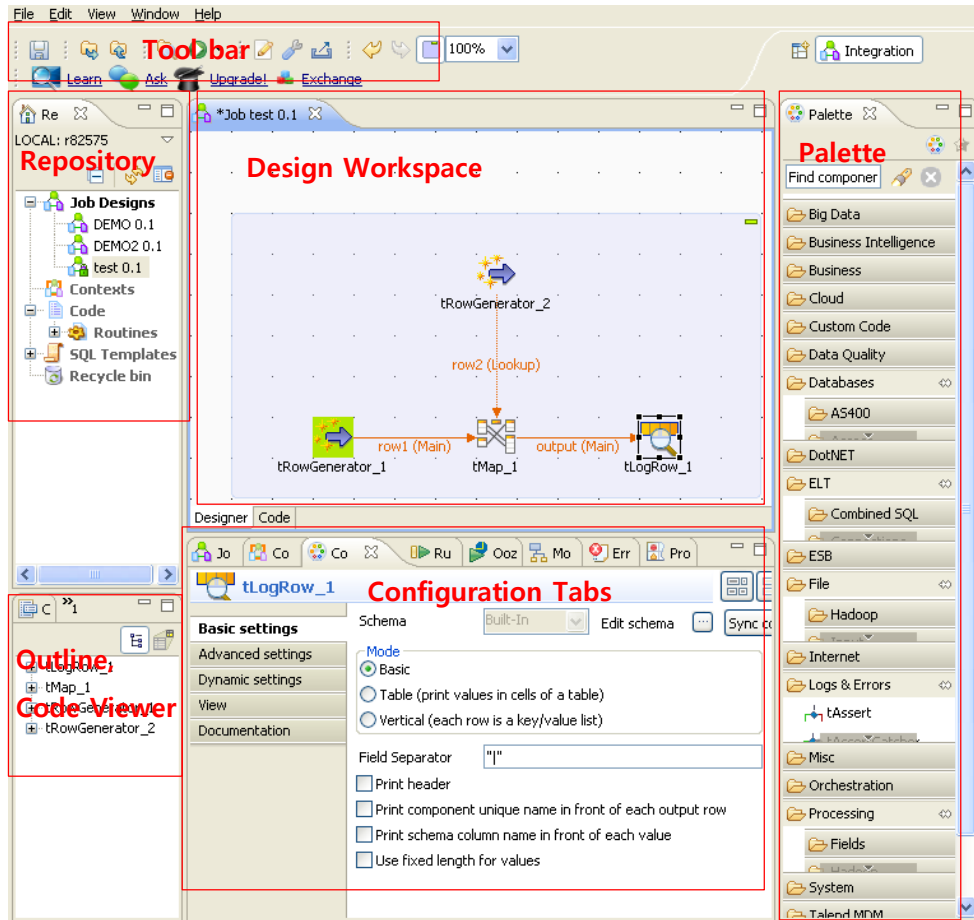 File Edit View Window Help
Tool bar
100%
Integration
Learn Ask Upgrade! Exchange
Re
LOCAL: r82575
Repository
Job Designs
DEMO 0.1
DEMO2 0.1
test 0.1
Contexts
Code
Routines
SQL Templates
Recycle bin
*Job test 0.1
Design Workspace
tRowGenerator_2
row2 (Lookup)
row1 (Main)
output (Main)
tRowGenerator_1
tMap_1
tLogRow_1
Designer Code
Palette
Palette
Find componer
Big Data
Business Intelligence
Business
Cloud
Custom Code
Data Quality
Databases
AS400
DotNET
ELT
Combined SQL
ESB
File
Hadoop
Internet
Logs & Errors
tAssert
tAssertCatcher
Misc
Orchestration
Processing
Fields
System
Talend MDM
C »1
Outline,
Code-Viewer
tLogRow_1
tMap_1
tRowGenerator_1
tRowGenerator_2
Jo Co Co Ru Ooz Mo Err Pro
tLogRow_1
Configuration Tabs
Basic settings
Advanced settings
Dynamic settings
View
Documentation
Schema Built-In Edit schema ... Sync co
Mode
Basic
Table (print values in cells of a table)
Vertical (each row is a key/value list)
Field Separator "|"
Print header
Print component unique name in front of each output row
Print schema column name in front of each value
Use fixed length for values